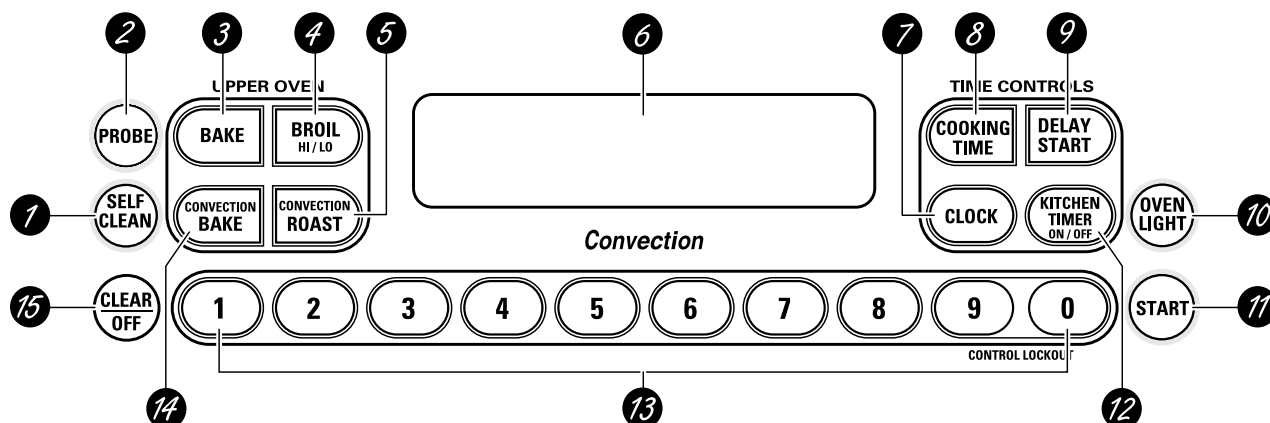 2 3 4 5 6 7 8 9
UPPER OVEN TIME CONTROLS
PROBE BAKE BROIL HI / LO COOKING TIME DELAY START
1 SELF CLEAN CONVECTION BAKE CONVECTION ROAST CLOCK KITCHEN TIMER ON / OFF OVEN LIGHT 10
Convection
15 CLEAR OFF 1 2 3 4 5 6 7 8 9 0 START 11
CONTROL LOCKOUT
14 13 12